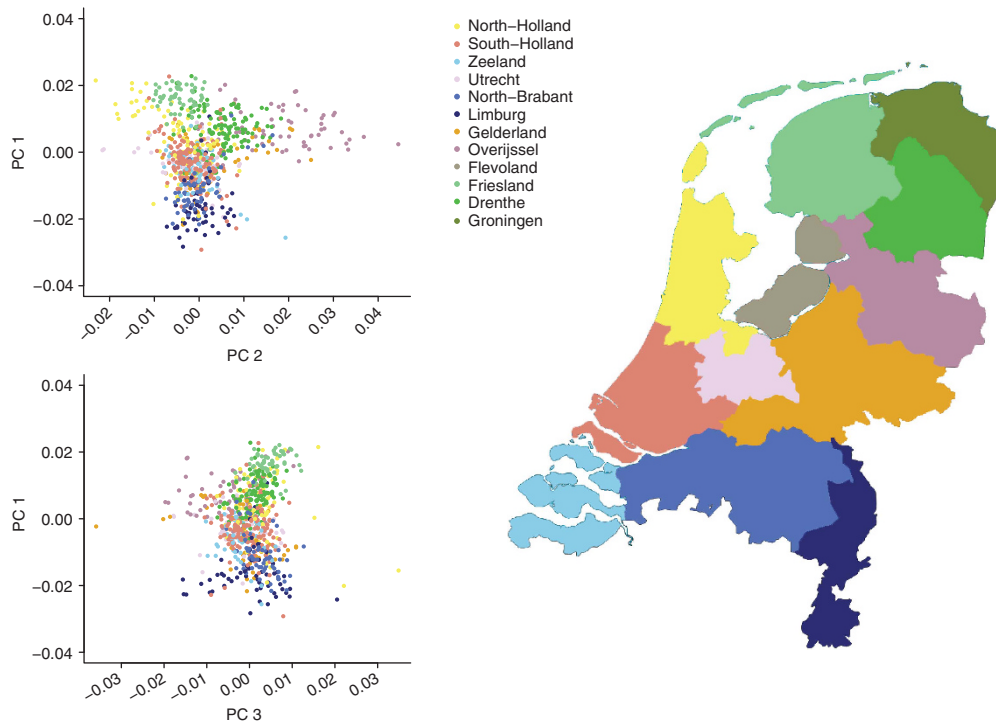 0.04
0.02
0.00
−0.02
−0.04
PC 1
−0.02
−0.01
0.00
0.01
0.02
0.03
0.04
PC 2
North−Holland
South−Holland
Zeeland
Utrecht
North−Brabant
Limburg
Gelderland
Overijssel
Flevoland
Friesland
Drenthe
Groningen
0.04
0.02
0.00
−0.02
−0.04
PC 1
−0.03
−0.02
−0.01
0.00
0.01
0.02
0.03
PC 3